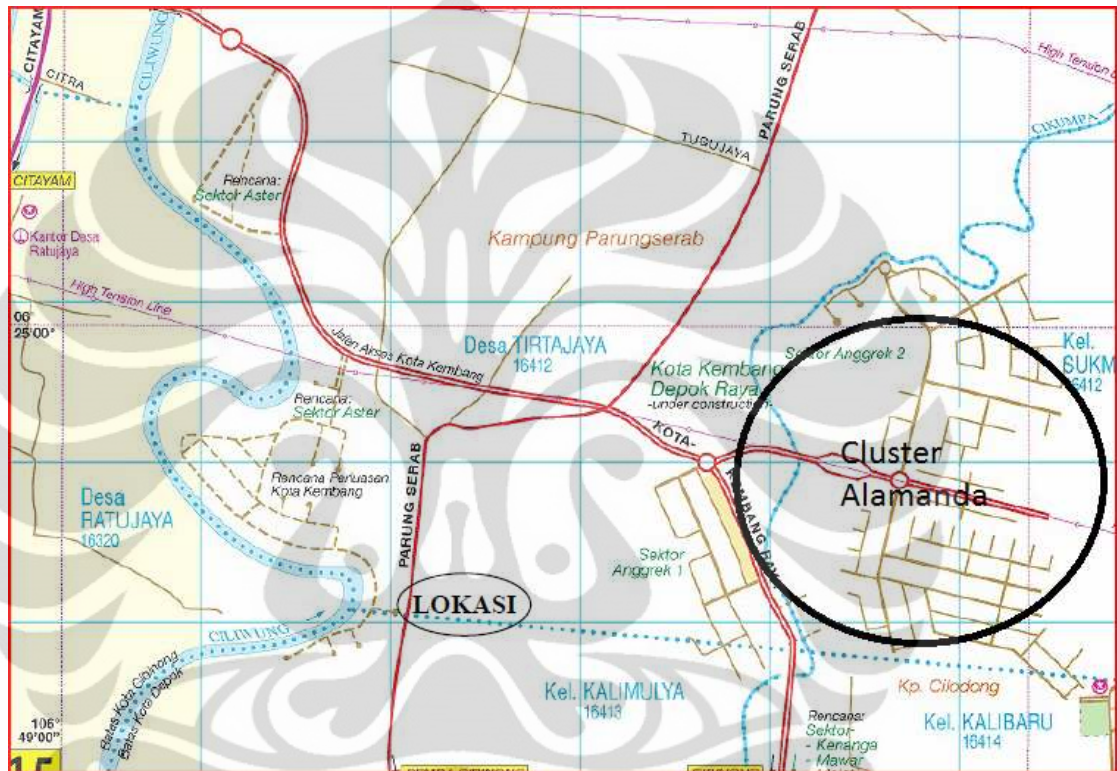 CITAYAM
CITRA
CILIWUNG
PARUNG SERAB
High Tension L
CIKUMPA
TUGUJAYA
CITAYAM
Rencana:
Sektor Aster
Kantor Desa
Ratujaya
Kampung Parungserab
High Tension Line
06
25'00"
Jalan Akses Kota Kembang
Desa TIRTAJAYA
16412
Sektor Anggrek 2
Kel.
SUKM
16412
Kota Kembang
Depok Raya
-under construction-
Rencana:
Sektor Aster
KOTA-
KEMBANG RAY
Cluster
Alamanda
Rencana Perluasan
Kota Kembang
PARUNG SERAB
Desa
RATUJAYA
16320
Sektor
Anggrek 1
LOKASI
CILIWUNG
Batas Kota Cibinong
Batas Kota Depok
Kel. KALIMULYA
16413
Kp. Cilodong
Kel. KALIBARU
16414
106°
49'00"
Rencana:
Sektor-
- Kenanga
- Mawar
15